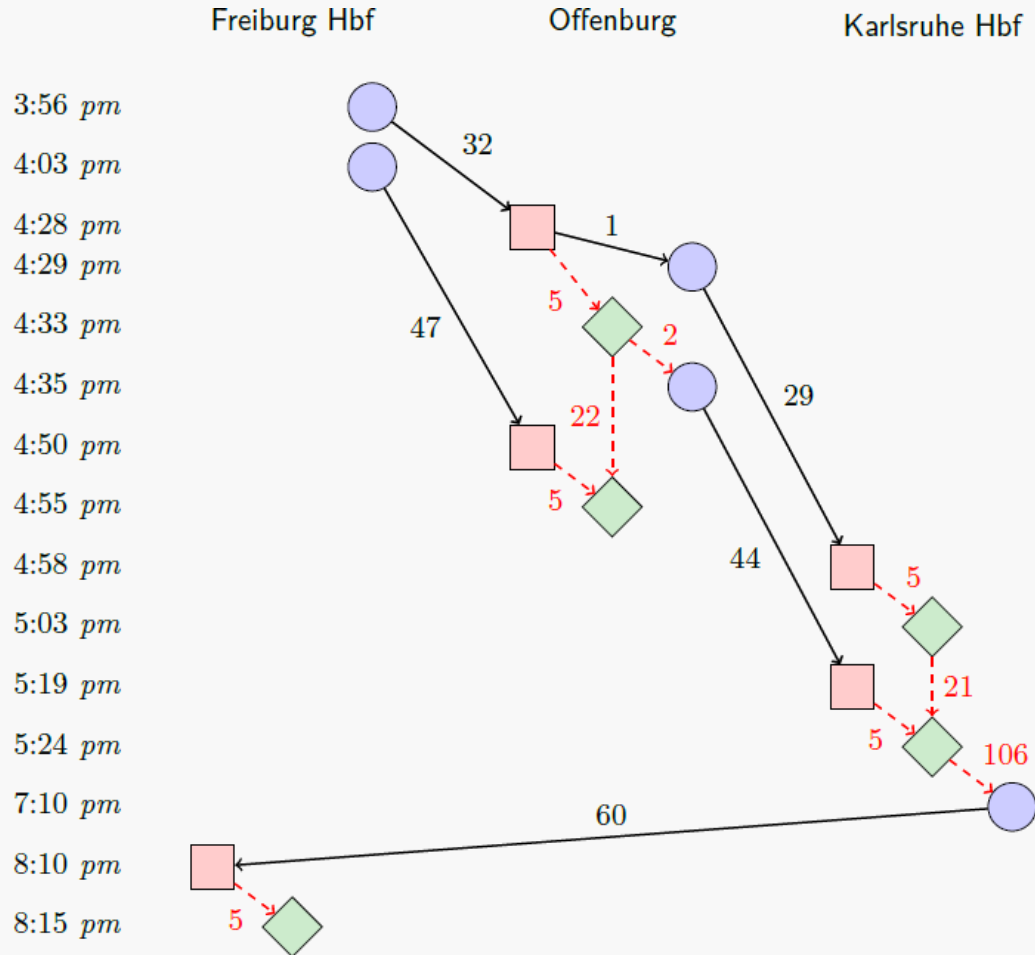 Freiburg Hbf Offenburg Karlsruhe Hbf
3:56 pm
32
4:03 pm
4:28 pm
1
4:29 pm
5
4:33 pm
47
2
4:35 pm
29
22
4:50 pm
5
4:55 pm
44
4:58 pm
5
5:03 pm
5:19 pm
21
5
5:24 pm
106
7:10 pm
60
8:10 pm
5
8:15 pm